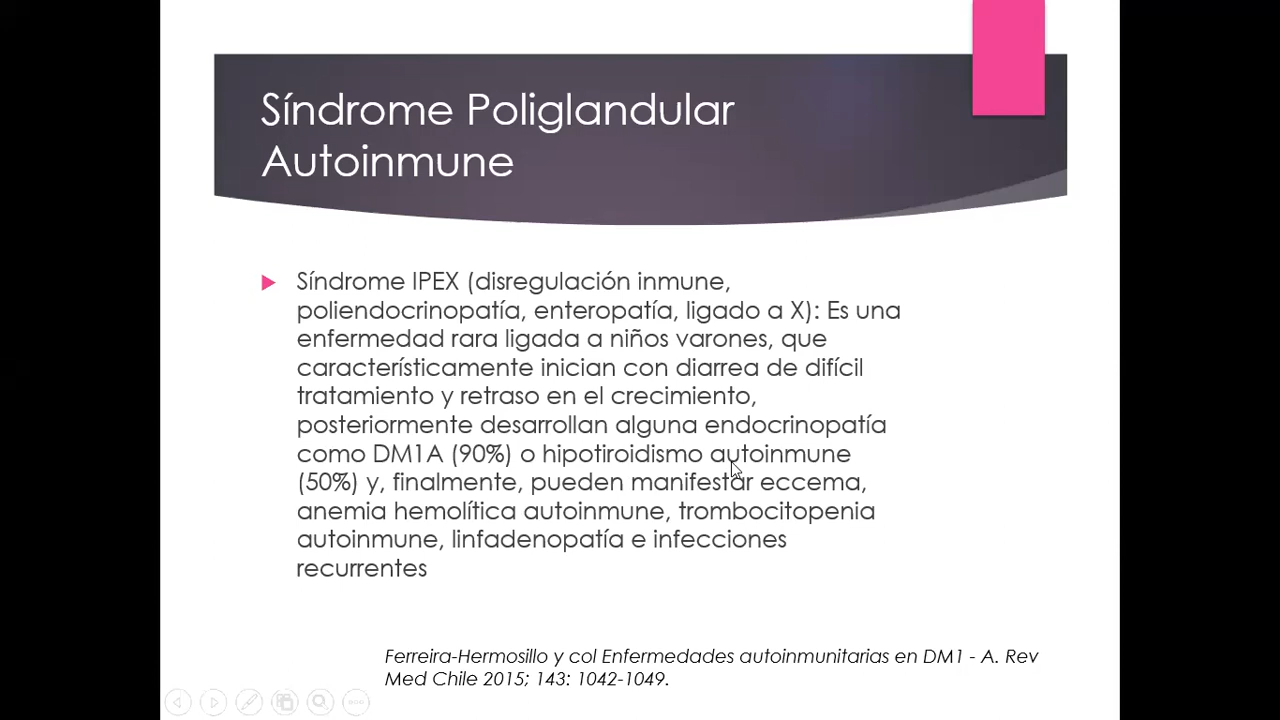 Síndrome Poliglandular
Autoinmune
Síndrome IPEX (disregulación inmune,
poliendocrinopatía, enteropatía, ligado a X): Es una
enfermedad rara ligada a niños varones, que
característicamente inician con diarrea de difícil
tratamiento y retraso en el crecimiento,
posteriormente desarrollan alguna endocrinopatía
como DM1A (90%) o hipotiroidismo autoinmune
(50%) y, finalmente, pueden manifestar eccema,
anemia hemolítica autoinmune, trombocitopenia
autoinmune, linfadenopatía e infecciones
recurrentes
Ferreira-Hermosillo y col Enfermedades autoinmunitarias en DM1 - A. Rev
Med Chile 2015; 143: 1042-1049.